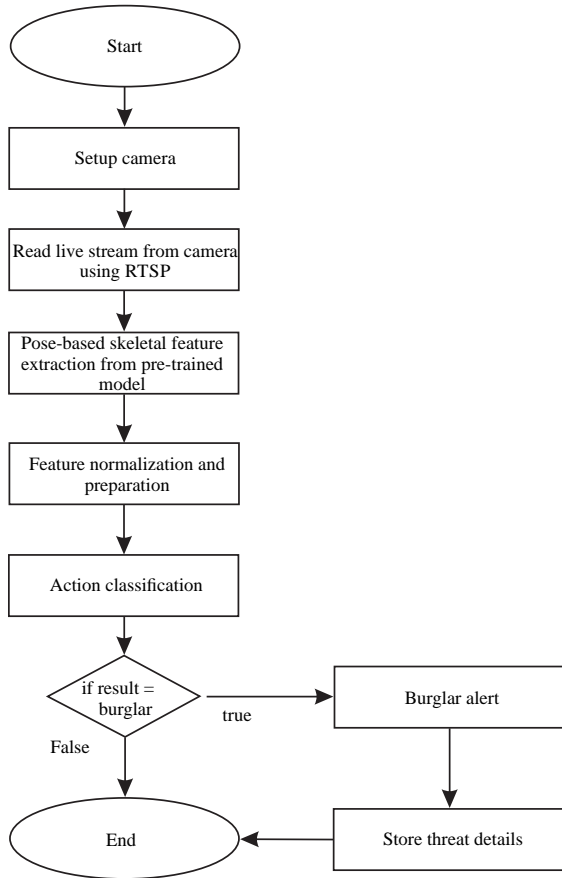 Start
Setup camera
Read live stream from camera
using RTSP
Pose-based skeletal feature
extraction from pre-trained
model
Feature normalization and
preparation
Action classification
if result =
burglar
true
Burglar alert
False
End
Store threat details